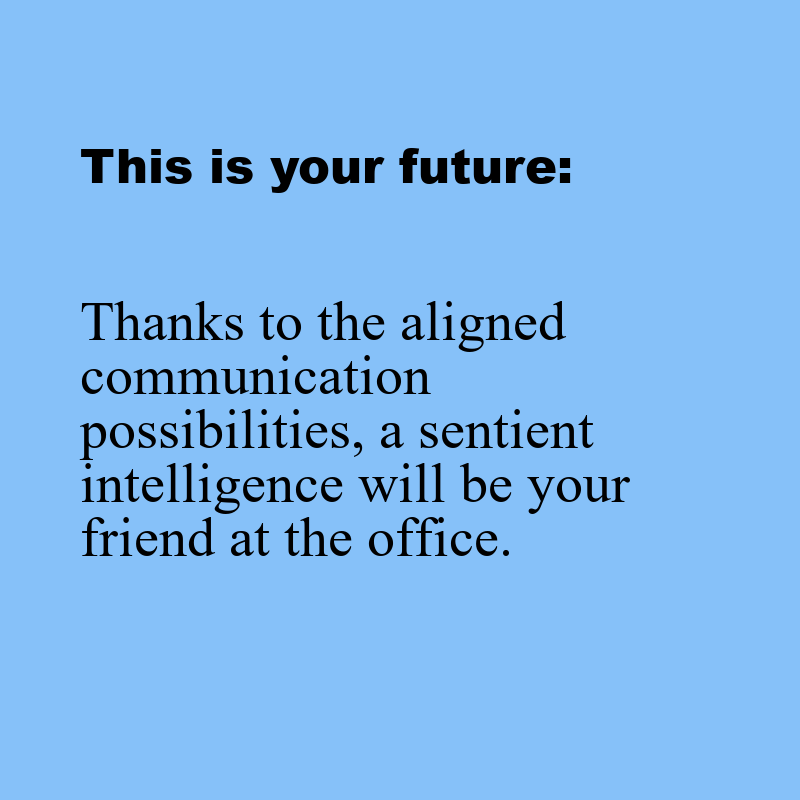 This is your future:
Thanks to the aligned
communication
possibilities, a sentient
intelligence will be your
friend at the office.